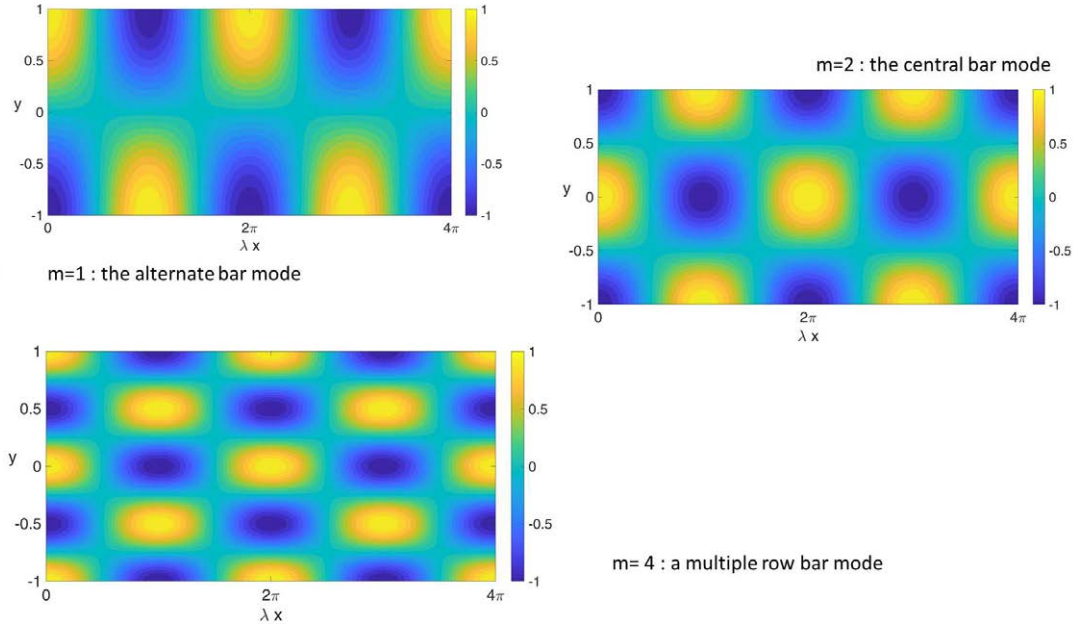 1
0.5
y
0
-0.5
-1
0
2π
4π
λ x
1
0.5
0
-0.5
-1
m=1 : the alternate bar mode
m=2 : the central bar mode
1
0.5
y
0
-0.5
-1
0
2π
4π
λ x
1
0.5
0
-0.5
-1
1
0.5
y
0
-0.5
-1
0
2π
4π
λ x
1
0.5
0
-0.5
-1
m= 4 : a multiple row bar mode